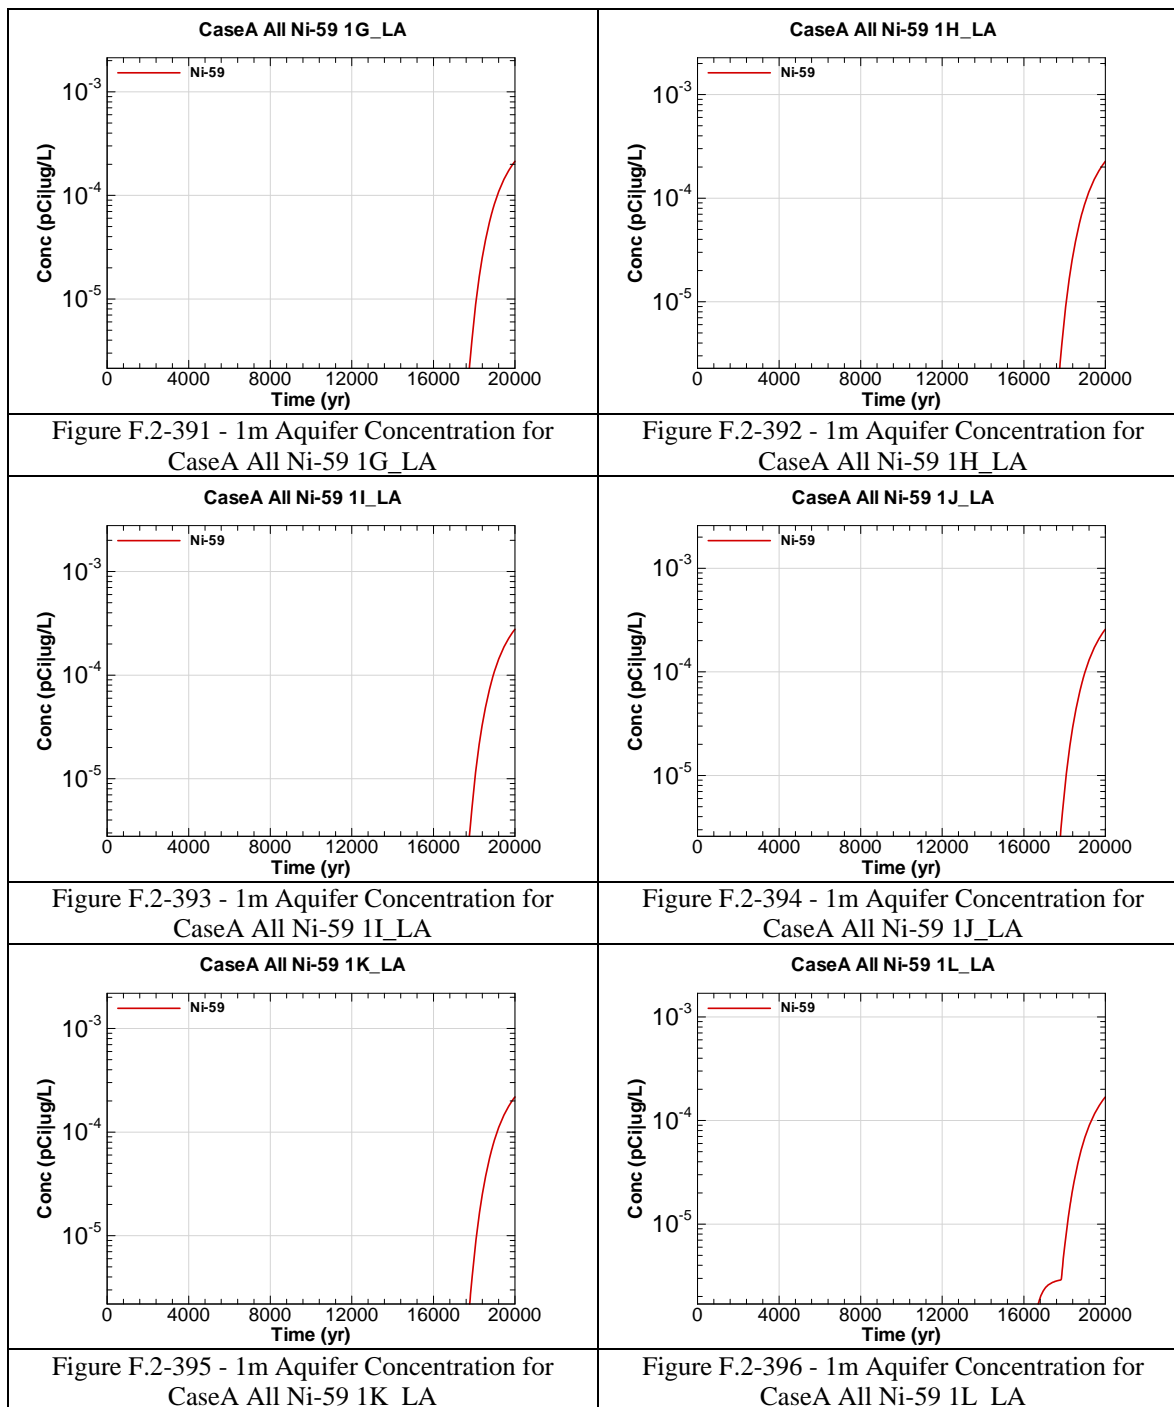 CaseA All Ni-59 1G_LA
Ni-59
10-3
10-4
10-5
Conc (pCi|ug/L)
0 4000 8000 12000 16000 20000
Time (yr)
Figure F.2-391 - 1m Aquifer Concentration for
CaseA All Ni-59 1G_LA
CaseA All Ni-59 1H_LA
Ni-59
10-3
10-4
10-5
Conc (pCi|ug/L)
0 4000 8000 12000 16000 20000
Time (yr)
Figure F.2-392 - 1m Aquifer Concentration for
CaseA All Ni-59 1H_LA
CaseA All Ni-59 1I_LA
Ni-59
10-3
10-4
10-5
Conc (pCi|ug/L)
0 4000 8000 12000 16000 20000
Time (yr)
Figure F.2-393 - 1m Aquifer Concentration for
CaseA All Ni-59 1I_LA
CaseA All Ni-59 1J_LA
Ni-59
10-3
10-4
10-5
Conc (pCi|ug/L)
0 4000 8000 12000 16000 20000
Time (yr)
Figure F.2-394 - 1m Aquifer Concentration for
CaseA All Ni-59 1J_LA
CaseA All Ni-59 1K_LA
Ni-59
10-3
10-4
10-5
Conc (pCi|ug/L)
0 4000 8000 12000 16000 20000
Time (yr)
Figure F.2-395 - 1m Aquifer Concentration for
CaseA All Ni-59 1K_LA
CaseA All Ni-59 1L_LA
Ni-59
10-3
10-4
10-5
Conc (pCi|ug/L)
0 4000 8000 12000 16000 20000
Time (yr)
Figure F.2-396 - 1m Aquifer Concentration for
CaseA All Ni-59 1L_LA